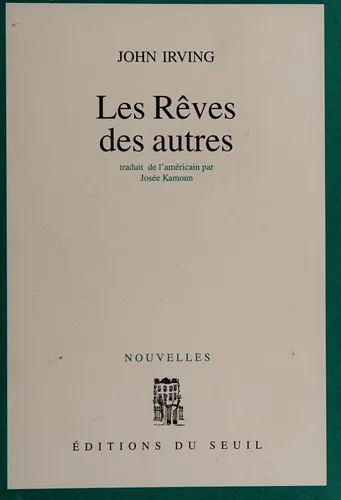 JOHN IRVING
Les Rêves
des autres
traduit de l'américain par
Josée Kamoun
NOUVELLES
ÉDITIONS DU SEUIL